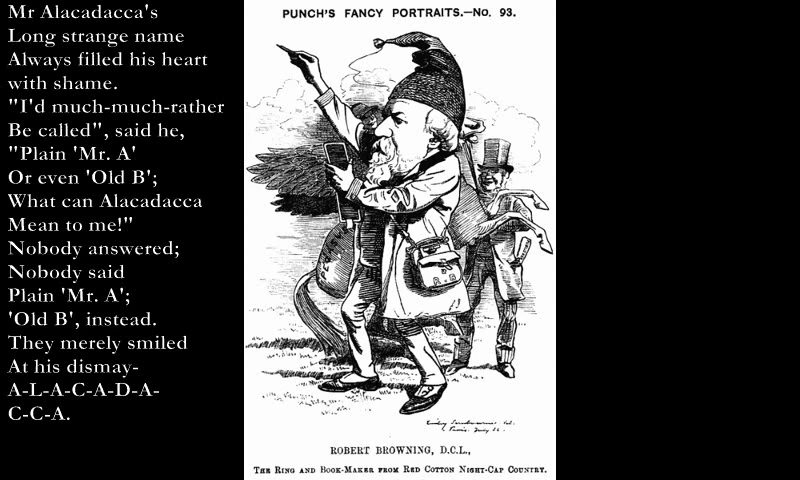 Mr Alacadacca's
Long strange name
Always filled his heart
with shame.
"I'd much-much-rather
Be called", said he,
"Plain 'Mr. A'
Or even 'Old B';
What can Alacadacca
Mean to me!"
Nobody answered;
Nobody said
Plain 'Mr. A';
'Old B', instead.
They merely smiled
At his dismay-
A-L-A-C-A-D-A-
C-C-A.
PUNCH'S FANCY PORTRAITS.—No. 93.
ROBERT BROWNING, D.C.L.,
The Ring and Book-Maker from Red Cotton Night-Cap Country.